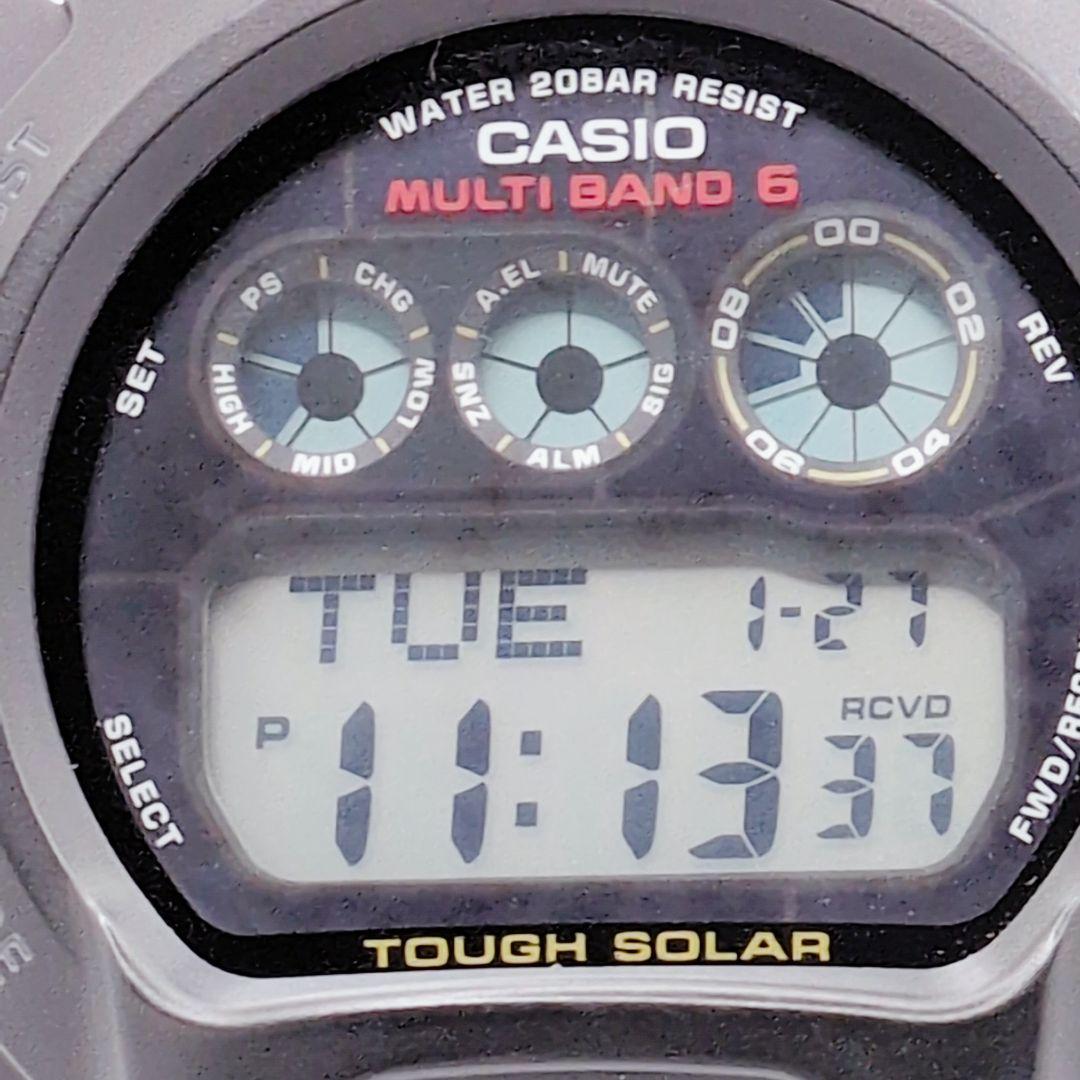 WATER 20BAR RESIST
CASIO
MULTI BAND 6
PS CHG LOW MID HIGH
A.EL MUTE SIG ALM SNZ
00 02 04 06 08
SET
REV
TUE 1-27
P 11:13 37
RCVD
SELECT
TOUGH SOLAR